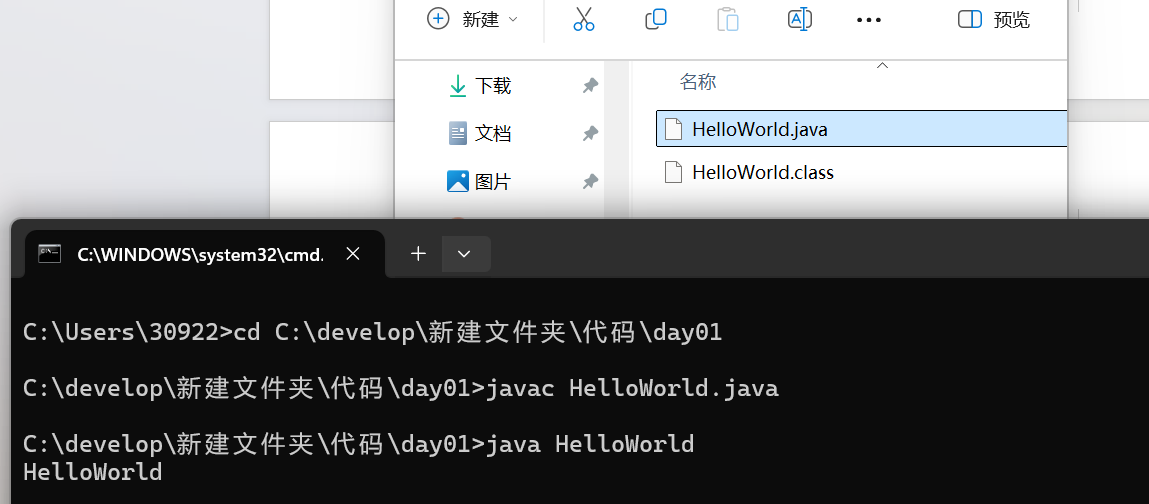 新建
预览
名称
下载
HelloWorld.java
文档
HelloWorld.class
图片
C:\WINDOWS\system32\cmd.
C:\Users\30922>cd C:\develop\新建文件夹\代码\day01
C:\develop\新建文件夹\代码\day01>javac HelloWorld.java
C:\develop\新建文件夹\代码\day01>java HelloWorld
HelloWorld